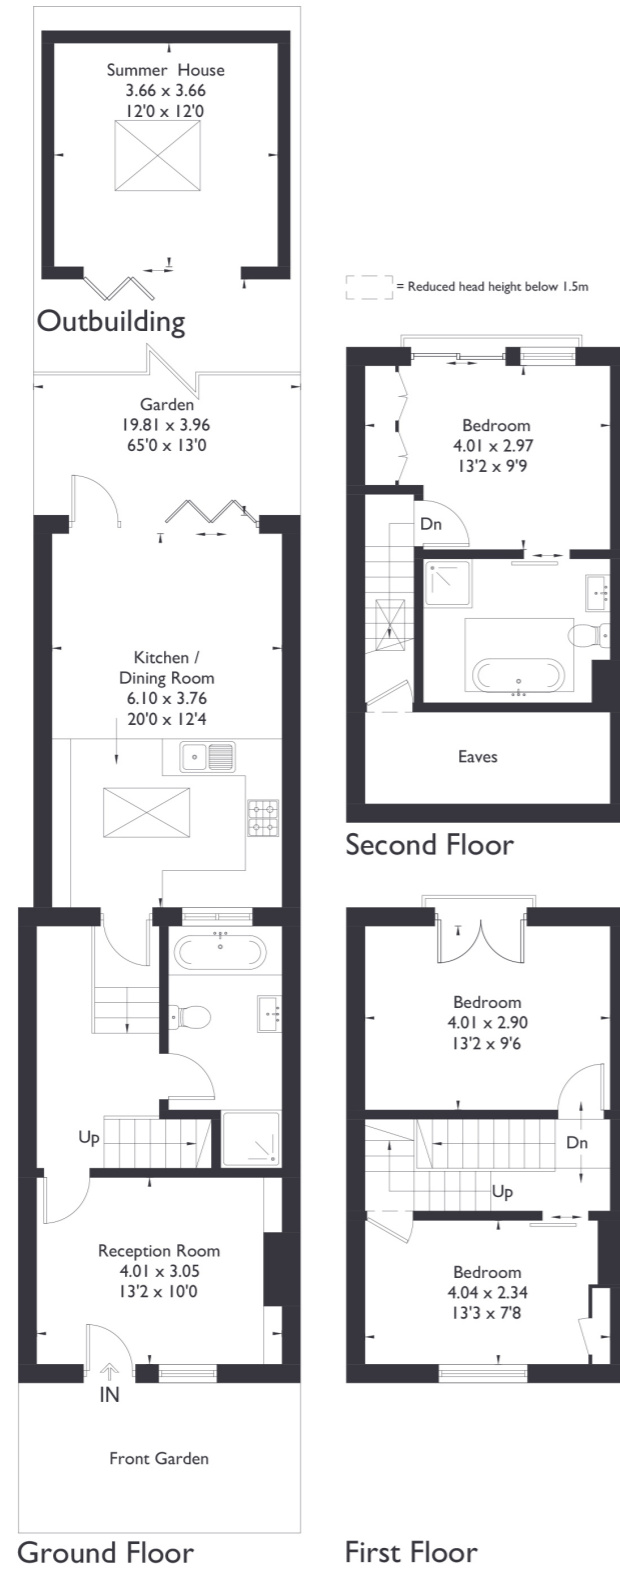 Summer House
3.66 x 3.66
12'0 x 12'0
Outbuilding
Garden
19.81 x 3.96
65'0 x 13'0
Kitchen /
Dining Room
6.10 x 3.76
20'0 x 12'4
Up
Reception Room
4.01 x 3.05
13'2 x 10'0
IN
Front Garden
Ground Floor
= Reduced head height below 1.5m
Bedroom
4.01 x 2.97
13'2 x 9'9
Dn
Eaves
Second Floor
Bedroom
4.01 x 2.90
13'2 x 9'6
Dn
Up
Bedroom
4.04 x 2.34
13'3 x 7'8
First Floor